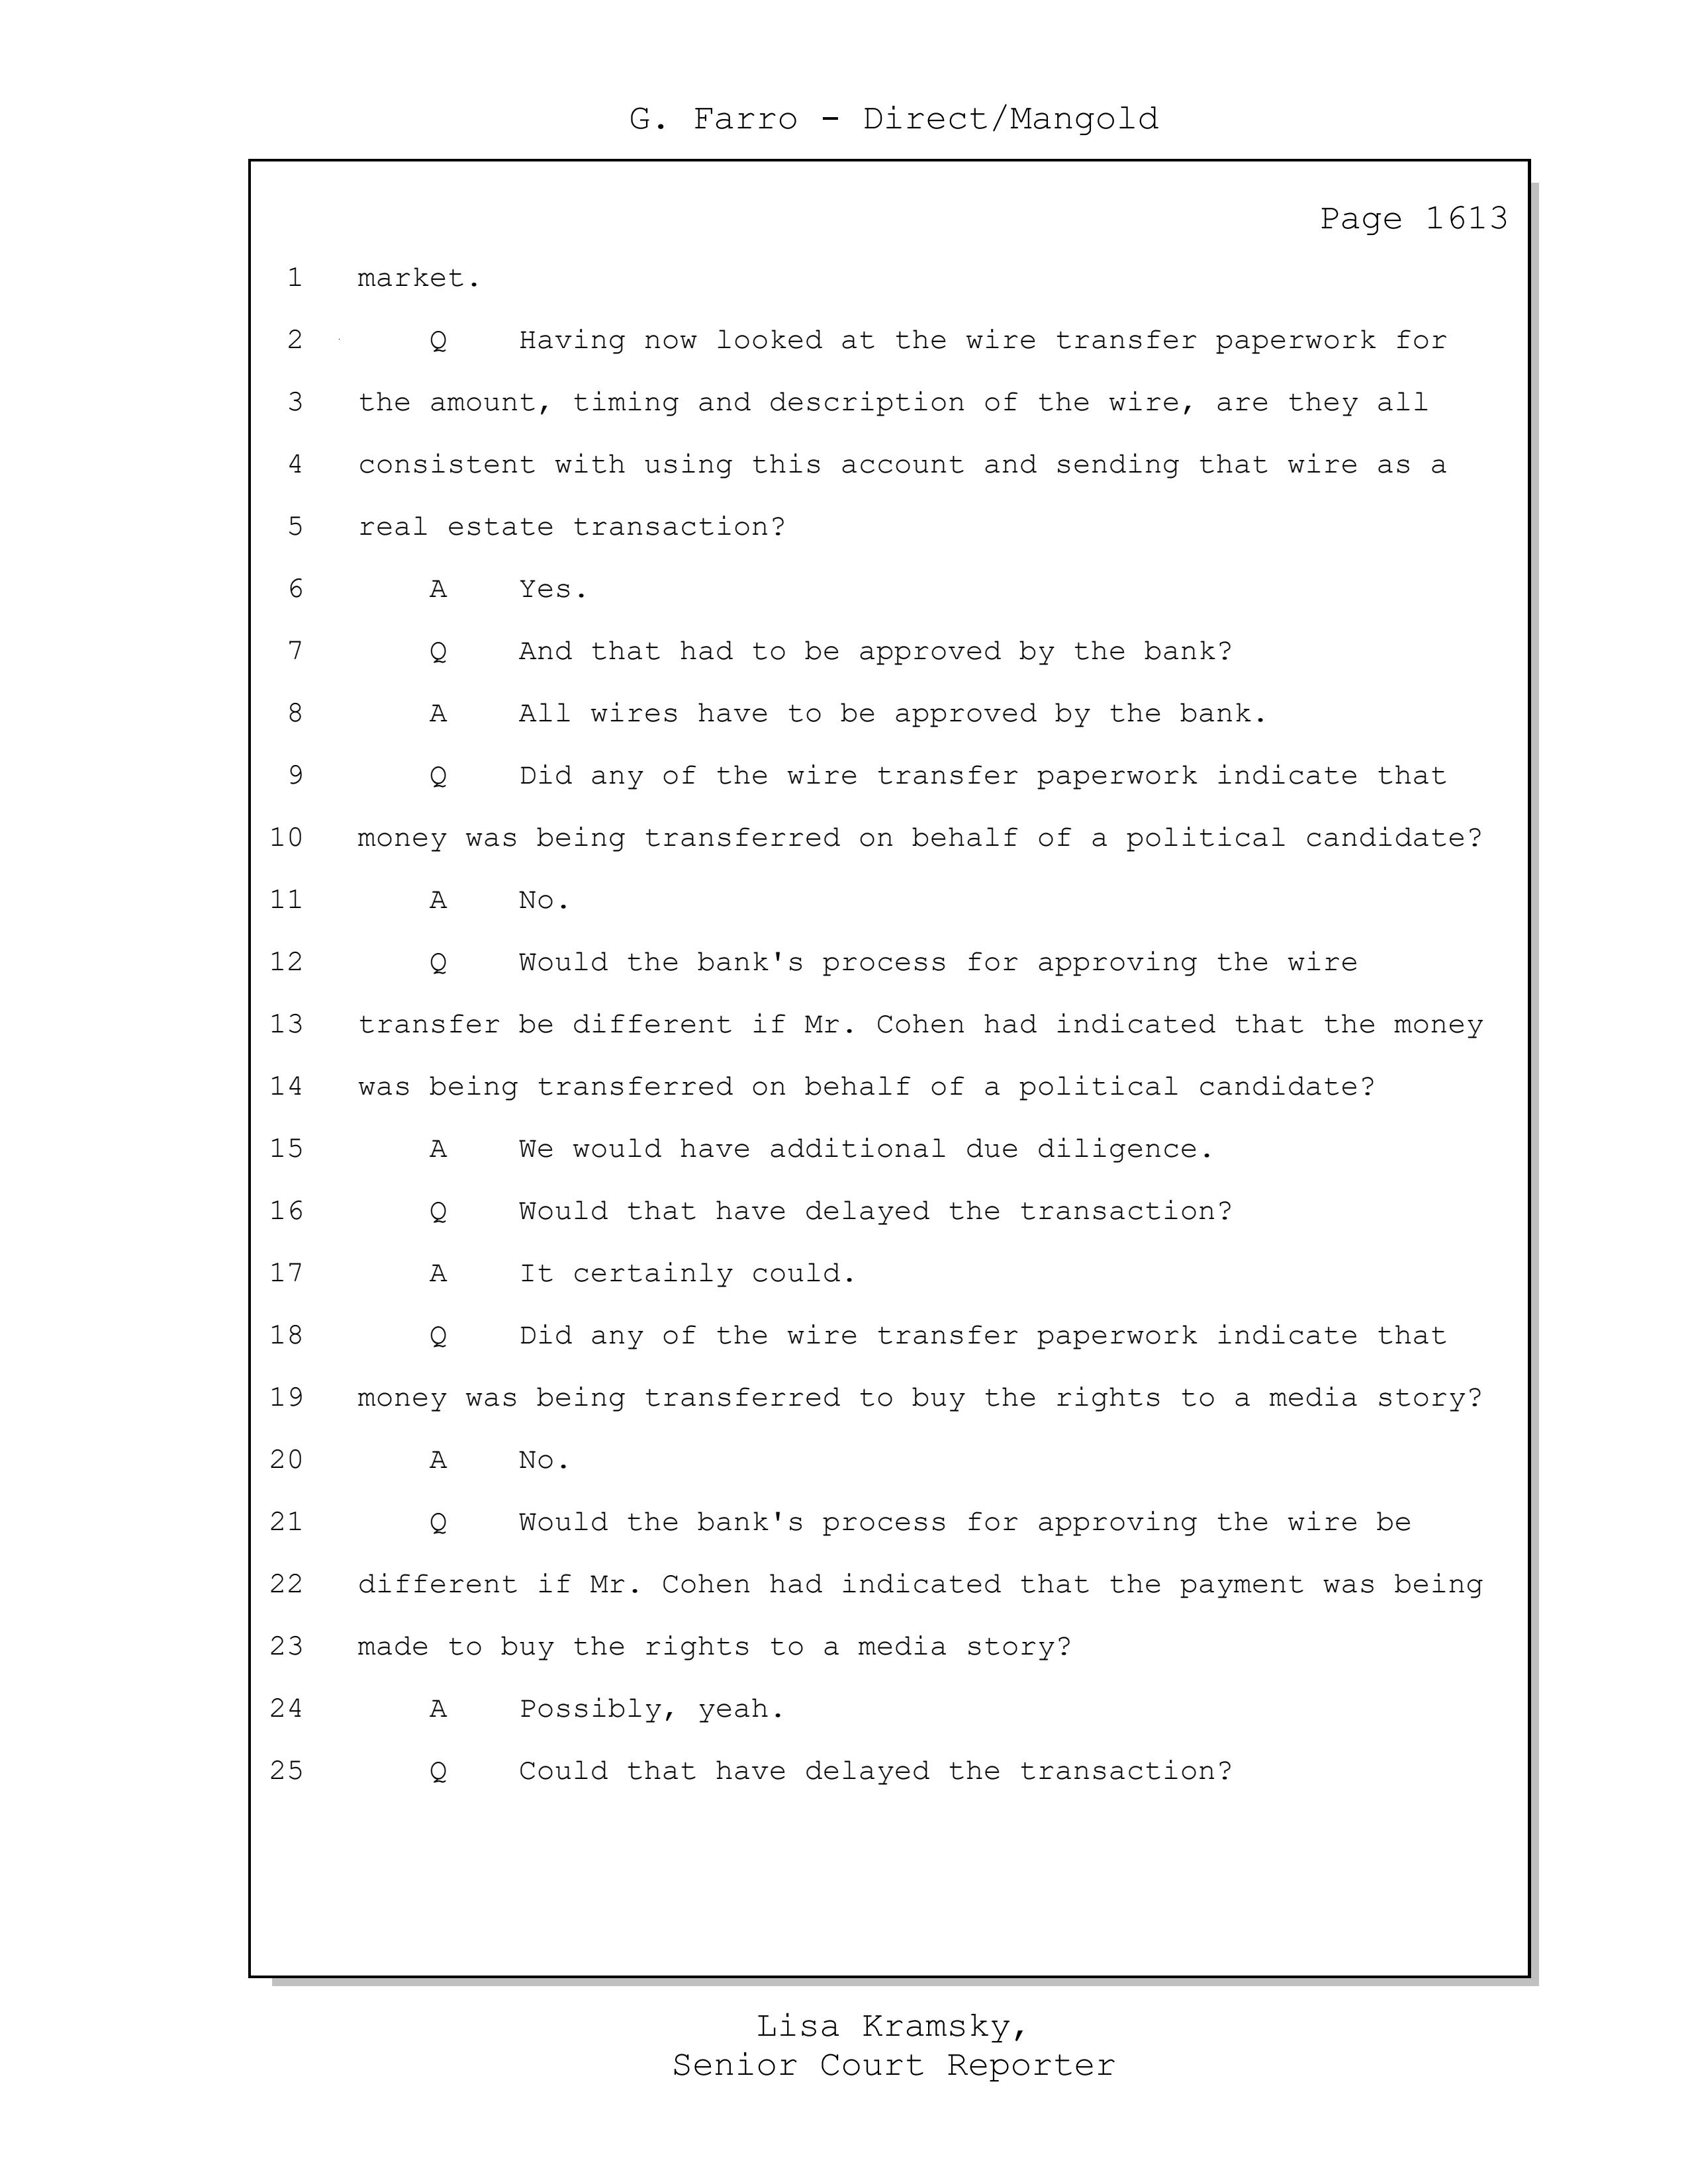 G. Farro - Direct/Mangold
Page 1613
1 market.
2 Q Having now looked at the wire transfer paperwork for
3 the amount, timing and description of the wire, are they all
4 consistent with using this account and sending that wire as a
5 real estate transaction?
6 A Yes.
7 Q And that had to be approved by the bank?
8 A All wires have to be approved by the bank.
9 Q Did any of the wire transfer paperwork indicate that
10 money was being transferred on behalf of a political candidate?
11 A No.
12 Q Would the bank's process for approving the wire
13 transfer be different if Mr. Cohen had indicated that the money
14 was being transferred on behalf of a political candidate?
15 A We would have additional due diligence.
16 Q Would that have delayed the transaction?
17 A It certainly could.
18 Q Did any of the wire transfer paperwork indicate that
19 money was being transferred to buy the rights to a media story?
20 A No.
21 Q Would the bank's process for approving the wire be
22 different if Mr. Cohen had indicated that the payment was being
23 made to buy the rights to a media story?
24 A Possibly, yeah.
25 Q Could that have delayed the transaction?
Lisa Kramsky,
Senior Court Reporter